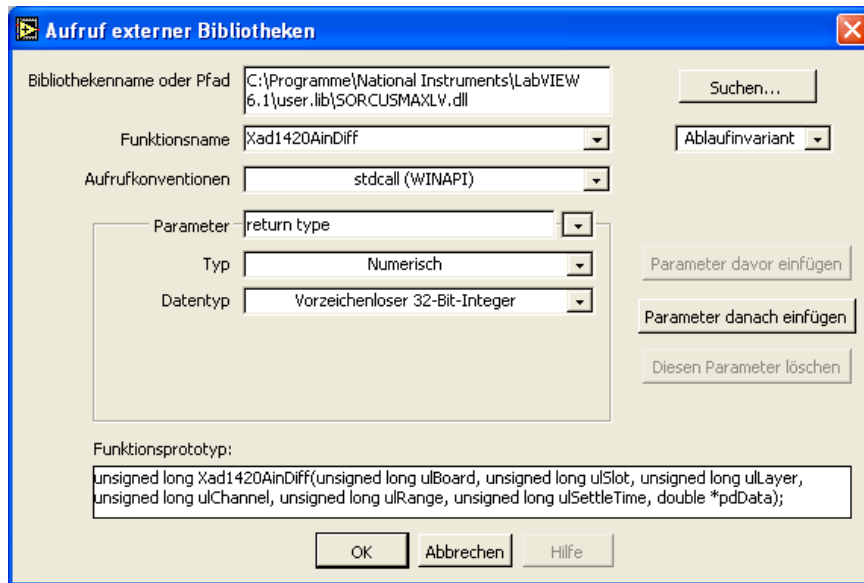 Aufruf externer Bibliotheken
Bibliothekenname oder Pfad
C:\Programme\National Instruments\LabVIEW
6.1\user.lib\SORCUSMAXLV.dll
Suchen...
Funktionsname
Xad1420AinDiff
Ablaufinvariant
Aufrufkonventionen
stdcall (WINAPI)
Parameter
return type
Typ
Numerisch
Parameter davor einfügen
Datentyp
Vorzeichenloser 32-Bit-Integer
Parameter danach einfügen
Diesen Parameter löschen
Funktionsprototyp:
unsigned long Xad1420AinDiff(unsigned long ulBoard, unsigned long ulSlot, unsigned long ulLayer,
unsigned long ulChannel, unsigned long ulRange, unsigned long ulSettleTime, double *pdData);
OK
Abbrechen
Hilfe